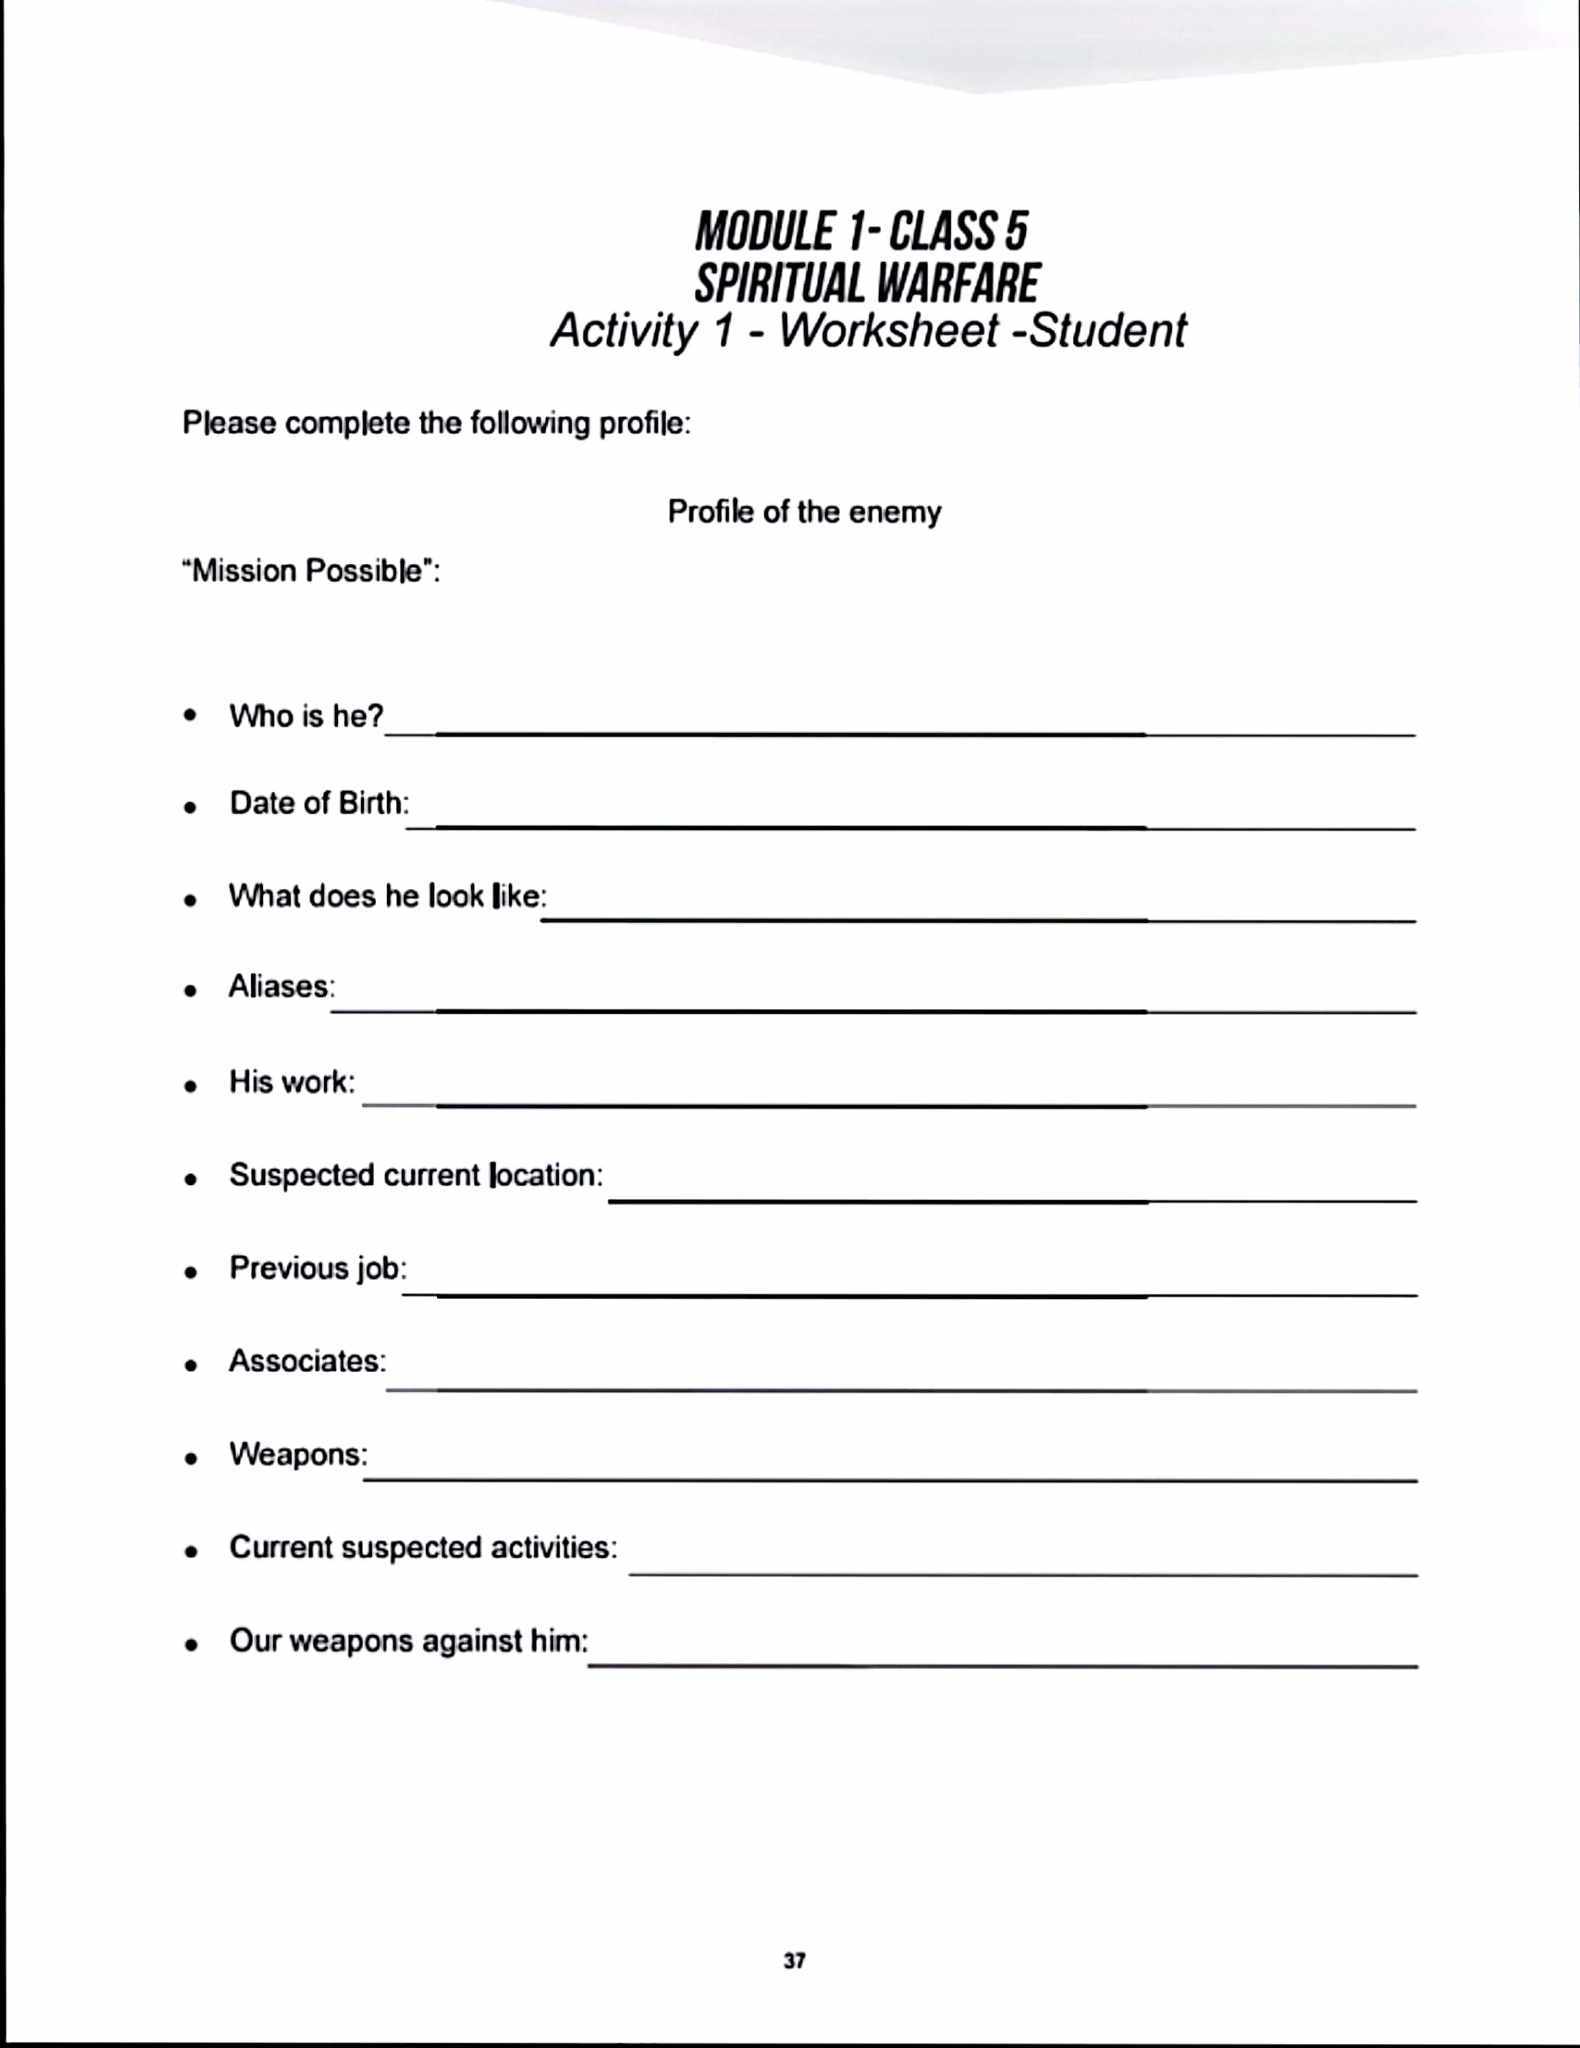 MODULE 1- CLASS 5
SPIRITUAL WARFARE
Activity 1 - Worksheet -Student
Please complete the following profile:
Profile of the enemy
“Mission Possible”:
• Who is he?
• Date of Birth:
• What does he look like:
• Aliases:
• His work:
• Suspected current location:
• Previous job:
• Associates:
• Weapons:
• Current suspected activities:
• Our weapons against him:
37